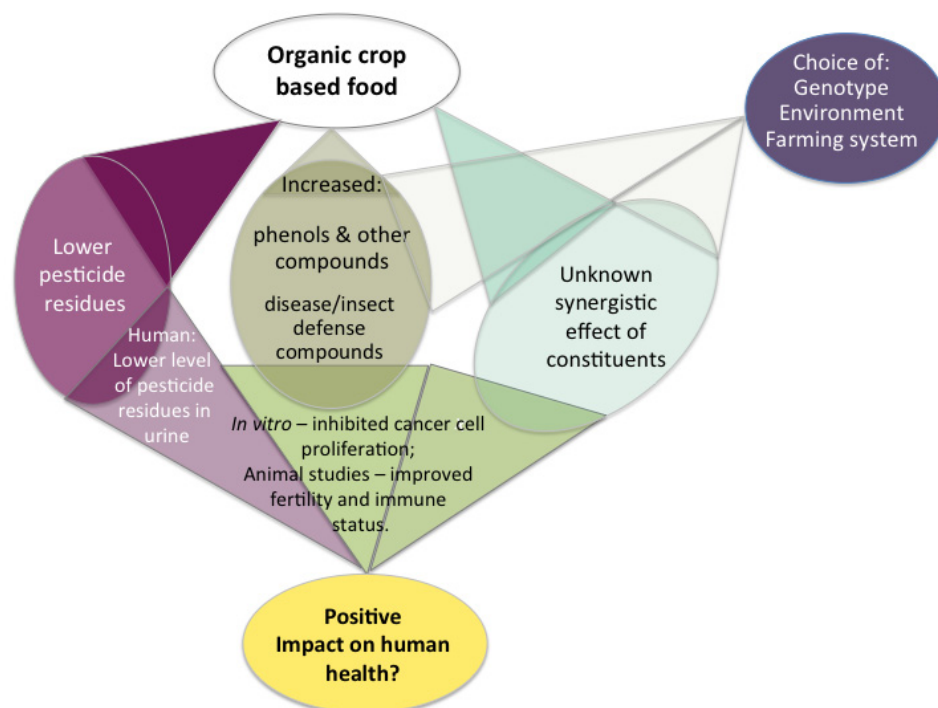 Organic crop
based food
Choice of:
Genotype
Environment
Farming system
Lower
pesticide
residues
Increased:
phenols & other
compounds
disease/insect
defense
compounds
Unknown
synergistic
effect of
constituents
Human:
Lower level
of pesticide
residues in
urine
In vitro – inhibited cancer cell
proliferation;
Animal studies – improved
fertility and immune
status.
Positive
Impact on human
health?